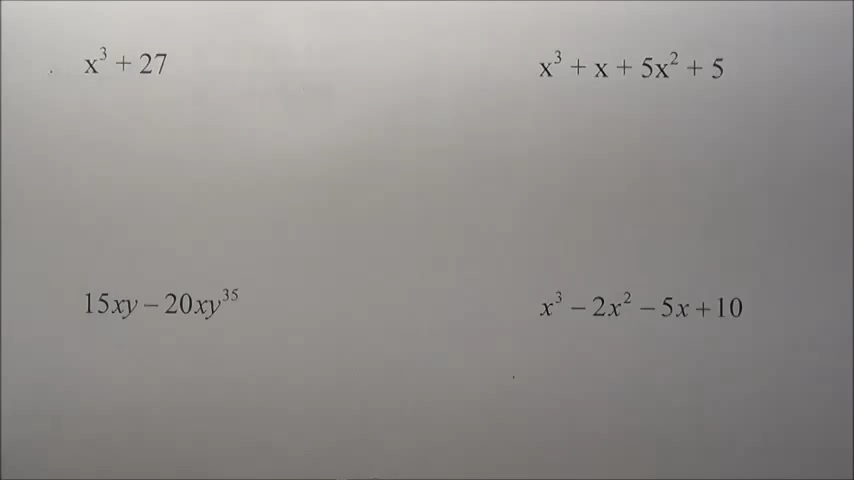 x³ + 27
x³ + x + 5x² + 5
15xy − 20xy³⁵
x³ − 2x² − 5x + 10